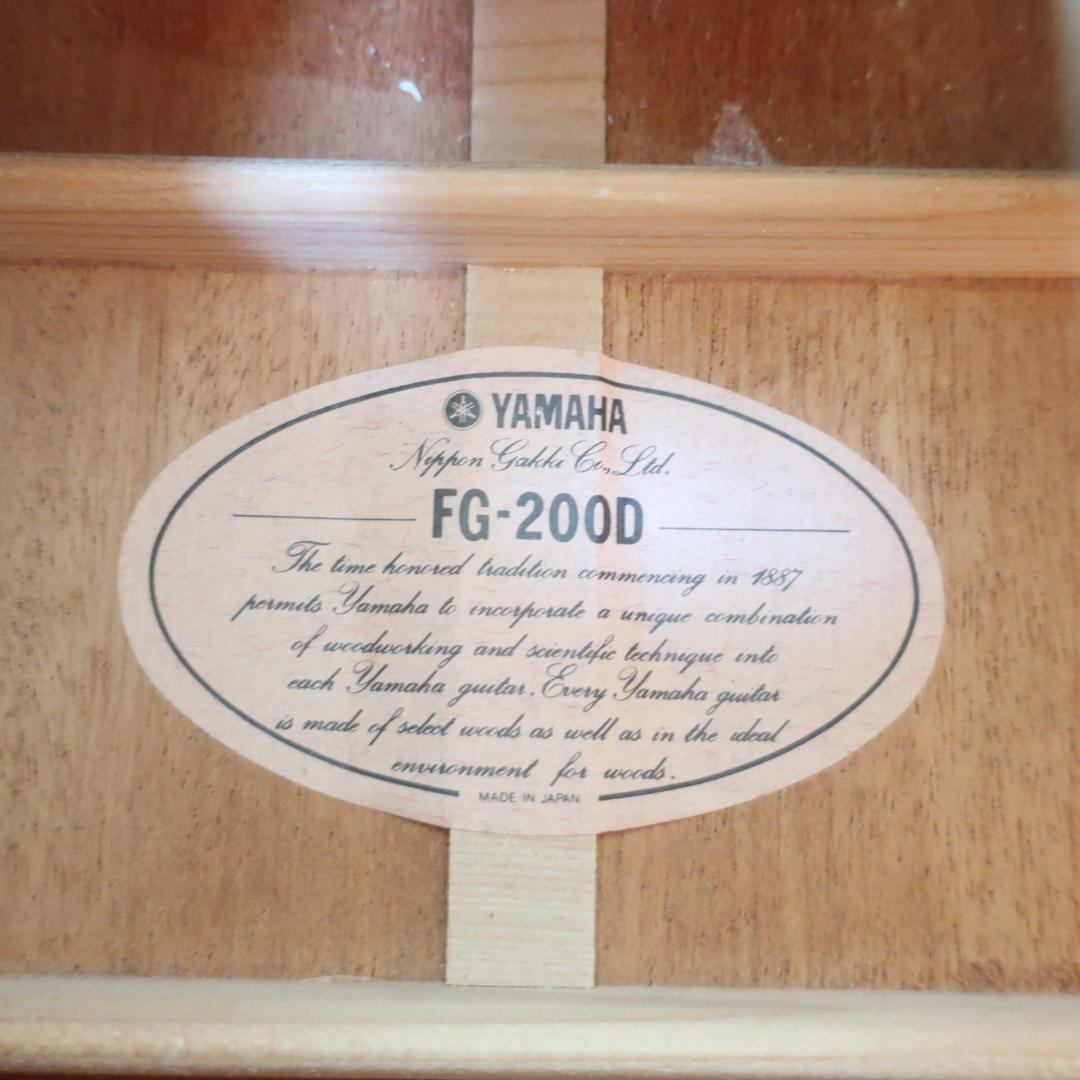 YAMAHA
Nippon Gakki Co., Ltd.
FG-200D
The time honored tradition commencing in 1887
permits Yamaha to incorporate a unique combination
of woodworking and scientific technique into
each Yamaha guitar. Every Yamaha guitar
is made of select woods as well as in the ideal
environment for woods.
MADE IN JAPAN